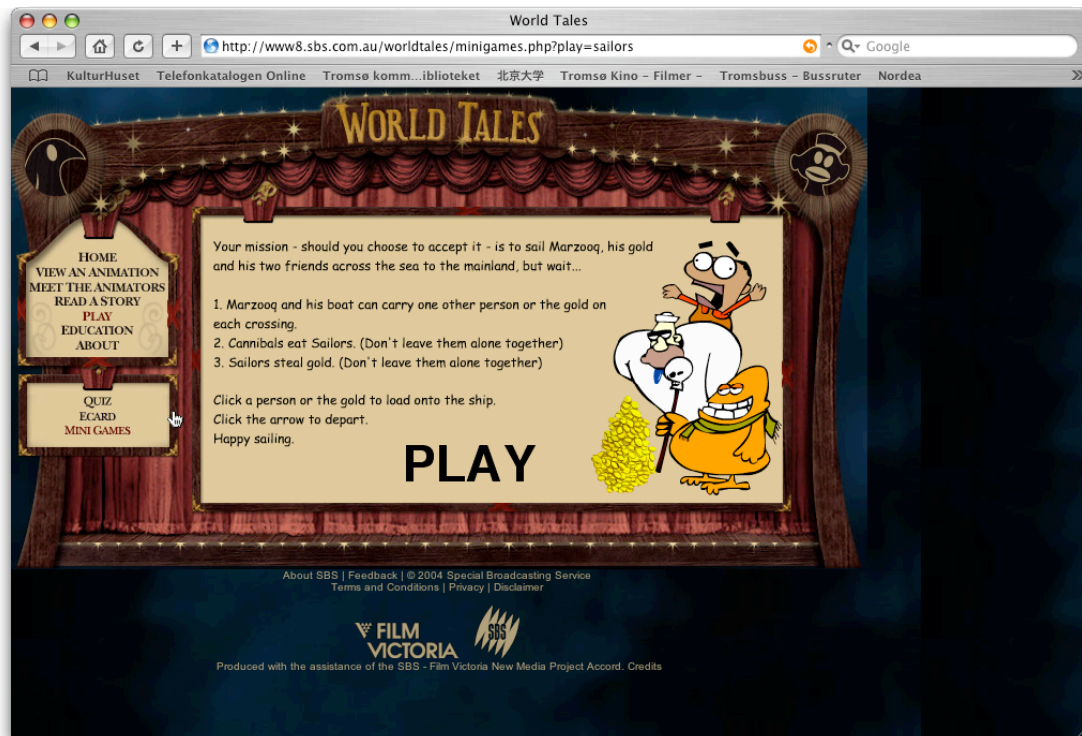 World Tales
http://www8.sbs.com.au/worldtales/minigames.php?play=sailors
Google
KulturHuset Telefonkatalogen Online Tromsø komm...iblioteket 北京大学 Tromsø Kino – Filmer – Tromsbuss – Bussruter Nordea
WORLD TALES
HOME
VIEW AN ANIMATION
MEET THE ANIMATORS
READ A STORY
PLAY
EDUCATION
ABOUT
QUIZ
ECARD
MINI GAMES
Your mission - should you choose to accept it - is to sail Marzooq, his gold
and his two friends across the sea to the mainland, but wait...
1. Marzooq and his boat can carry one other person or the gold on
each crossing.
2. Cannibals eat Sailors. (Don't leave them alone together)
3. Sailors steal gold. (Don't leave them alone together)
Click a person or the gold to load onto the ship.
Click the arrow to depart.
Happy sailing.
PLAY
About SBS | Feedback | © 2004 Special Broadcasting Service
Terms and Conditions | Privacy | Disclaimer
FILM
VICTORIA
SBS
Produced with the assistance of the SBS - Film Victoria New Media Project Accord. Credits